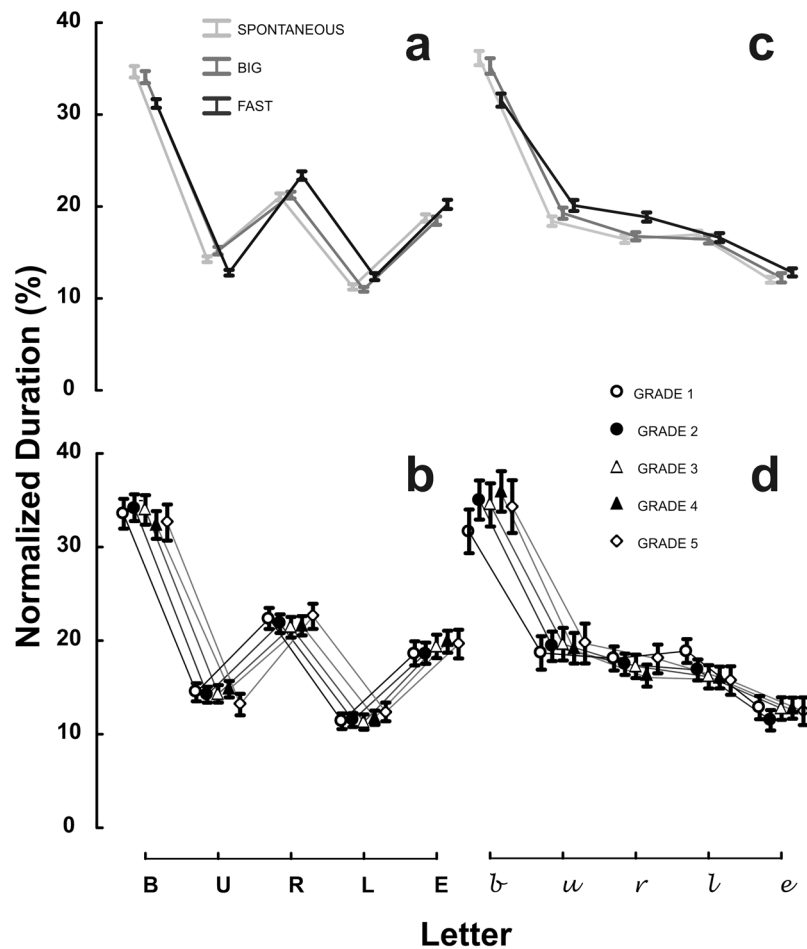 Normalized Duration (%)
40
30
20
10
0
SPONTANEOUS
BIG
FAST
a
c
40
30
20
10
0
b
d
GRADE 1
GRADE 2
GRADE 3
GRADE 4
GRADE 5
B U R L E b u r l e
Letter